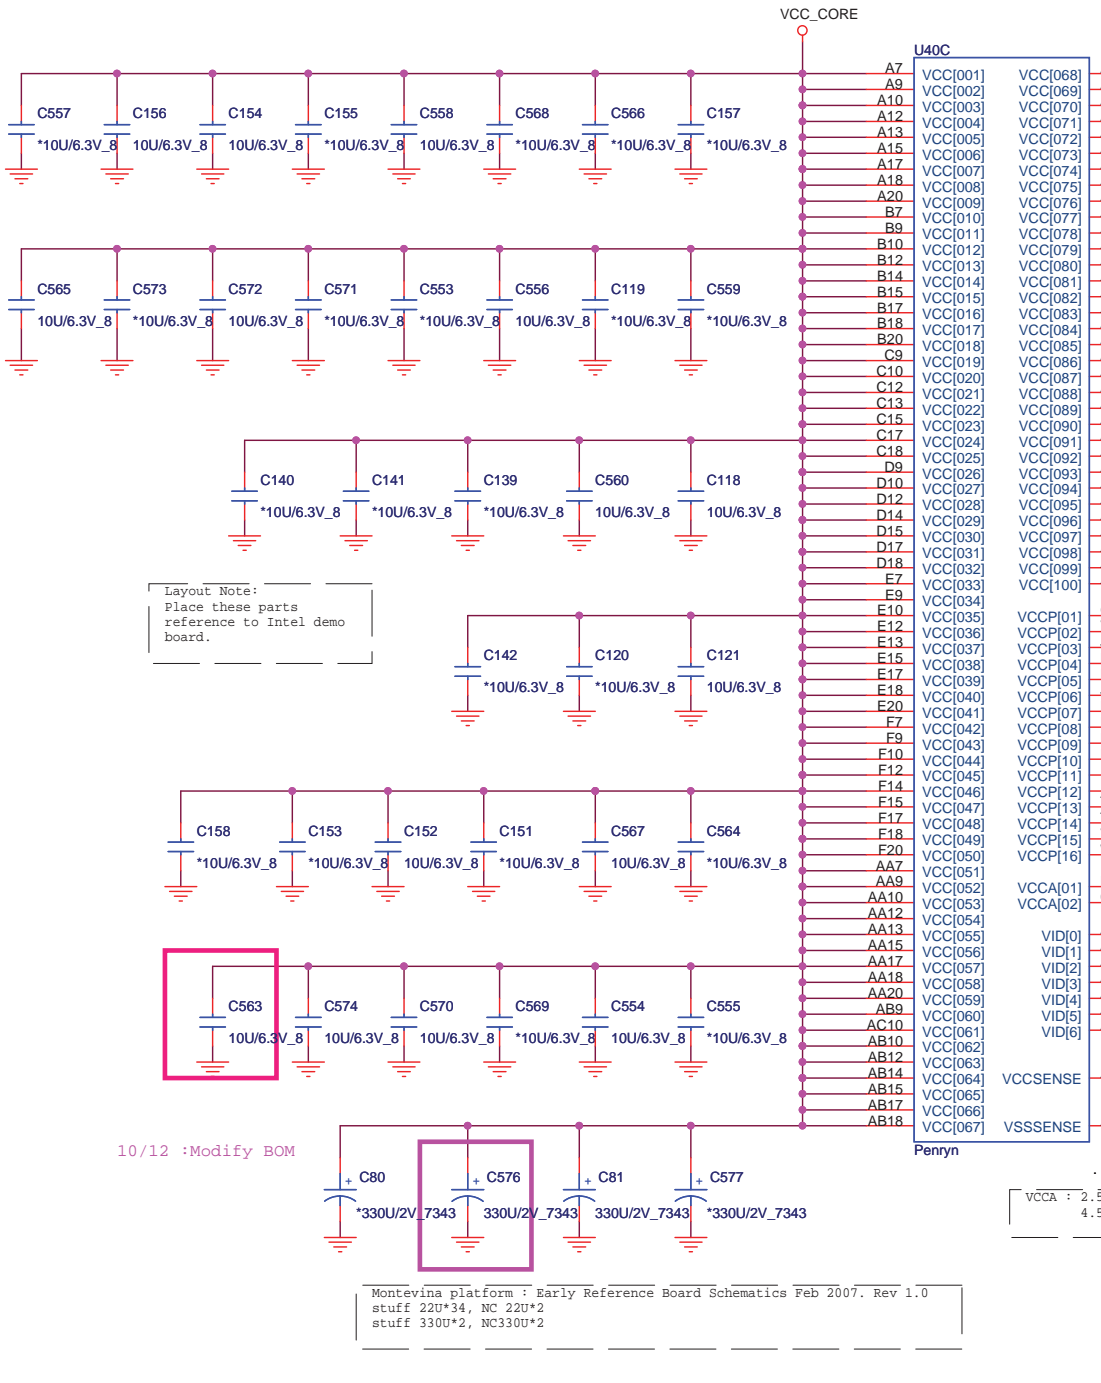 VCC_CORE
U40C
C557 C156 C154 C155 C558 C568 C566 C157
*10U/6.3V_8 10U/6.3V_8 10U/6.3V_8 *10U/6.3V_8 10U/6.3V_8 *10U/6.3V_8 *10U/6.3V_8 *10U/6.3V_8
C565 C573 C572 C571 C553 C556 C119 C559
10U/6.3V_8 *10U/6.3V_8 10U/6.3V_8 *10U/6.3V_8 *10U/6.3V_8 10U/6.3V_8 *10U/6.3V_8 *10U/6.3V_8
C140 C141 C139 C560 C118
*10U/6.3V_8 *10U/6.3V_8 *10U/6.3V_8 10U/6.3V_8 10U/6.3V_8
Layout Note:
Place these parts
reference to Intel demo
board.
C142 C120 C121
*10U/6.3V_8 *10U/6.3V_8 10U/6.3V_8
C158 C153 C152 C151 C567 C564
*10U/6.3V_8 *10U/6.3V_8 10U/6.3V_8 *10U/6.3V_8 10U/6.3V_8 *10U/6.3V_8
C563 C574 C570 C569 C554 C555
10U/6.3V_8 10U/6.3V_8 10U/6.3V_8 *10U/6.3V_8 10U/6.3V_8 *10U/6.3V_8
10/12 :Modify BOM
C80 C576 C81 C577
*330U/2V_7343 330U/2V_7343 330U/2V_7343 *330U/2V_7343
A7 VCC[001] VCC[068]
A9 VCC[002] VCC[069]
A10 VCC[003] VCC[070]
A12 VCC[004] VCC[071]
A13 VCC[005] VCC[072]
A15 VCC[006] VCC[073]
A17 VCC[007] VCC[074]
A18 VCC[008] VCC[075]
A20 VCC[009] VCC[076]
B7 VCC[010] VCC[077]
B9 VCC[011] VCC[078]
B10 VCC[012] VCC[079]
B12 VCC[013] VCC[080]
B14 VCC[014] VCC[081]
B15 VCC[015] VCC[082]
B17 VCC[016] VCC[083]
B18 VCC[017] VCC[084]
B20 VCC[018] VCC[085]
C9 VCC[019] VCC[086]
C10 VCC[020] VCC[087]
C12 VCC[021] VCC[088]
C13 VCC[022] VCC[089]
C15 VCC[023] VCC[090]
C17 VCC[024] VCC[091]
C18 VCC[025] VCC[092]
D9 VCC[026] VCC[093]
D10 VCC[027] VCC[094]
D12 VCC[028] VCC[095]
D14 VCC[029] VCC[096]
D15 VCC[030] VCC[097]
D17 VCC[031] VCC[098]
D18 VCC[032] VCC[099]
E7 VCC[033] VCC[100]
E9 VCC[034]
E10 VCC[035] VCCP[01]
E12 VCC[036] VCCP[02]
E13 VCC[037] VCCP[03]
E15 VCC[038] VCCP[04]
E17 VCC[039] VCCP[05]
E18 VCC[040] VCCP[06]
E20 VCC[041] VCCP[07]
F7 VCC[042] VCCP[08]
F9 VCC[043] VCCP[09]
F10 VCC[044] VCCP[10]
F12 VCC[045] VCCP[11]
F14 VCC[046] VCCP[12]
F15 VCC[047] VCCP[13]
F17 VCC[048] VCCP[14]
F18 VCC[049] VCCP[15]
F20 VCC[050] VCCP[16]
AA7 VCC[051]
AA9 VCC[052] VCCA[01]
AA10 VCC[053] VCCA[02]
AA12 VCC[054]
AA13 VCC[055] VID[0]
AA15 VCC[056] VID[1]
AA17 VCC[057] VID[2]
AA18 VCC[058] VID[3]
AA20 VCC[059] VID[4]
AB9 VCC[060] VID[5]
AC10 VCC[061] VID[6]
AB10 VCC[062]
AB12 VCC[063]
AB14 VCC[064] VCCSENSE
AB15 VCC[065]
AB17 VCC[066]
AB18 VCC[067] VSSSENSE
Penryn
VCCA : 2.5
4.5
Montevina platform : Early Reference Board Schematics Feb 2007. Rev 1.0
stuff 22U*34, NC 22U*2
stuff 330U*2, NC330U*2